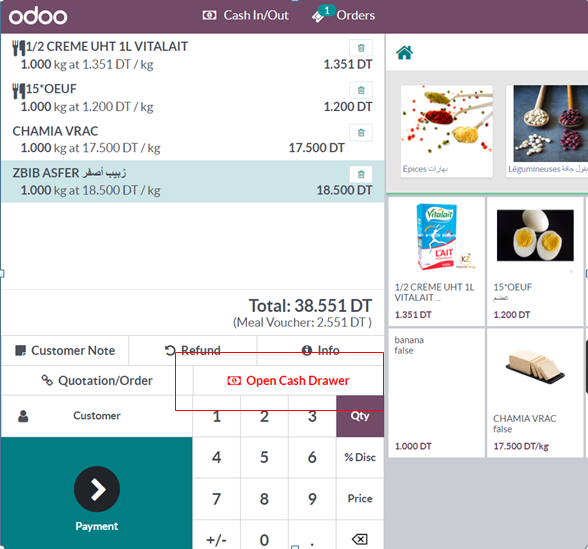 odoo
Cash In/Out
1
Orders
1/2 CREME UHT 1L VITALAIT
1.000 kg at 1.351 DT / kg
1.351 DT
15*OEUF
1.000 kg at 1.200 DT / kg
1.200 DT
CHAMIA VRAC
1.000 kg at 17.500 DT / kg
17.500 DT
ZBIB ASFER زبيب أصفر
1.000 kg at 18.500 DT / kg
18.500 DT
Total: 38.551 DT
(Meal Voucher: 2.551 DT )
Customer Note
Refund
Info
Quotation/Order
Open Cash Drawer
Customer
1 2 3 Qty
4 5 6 % Disc
7 8 9 Price
+/- 0 .
Payment
Epices بهارات
Légumineuses بقول جافة
Vitalait
LAIT
1/2 CREME UHT 1L
VITALAIT...
1.351 DT
15*OEUF
عضم
1.200 DT
banana
false
1.000 DT
CHAMIA VRAC
false
17.500 DT/kg